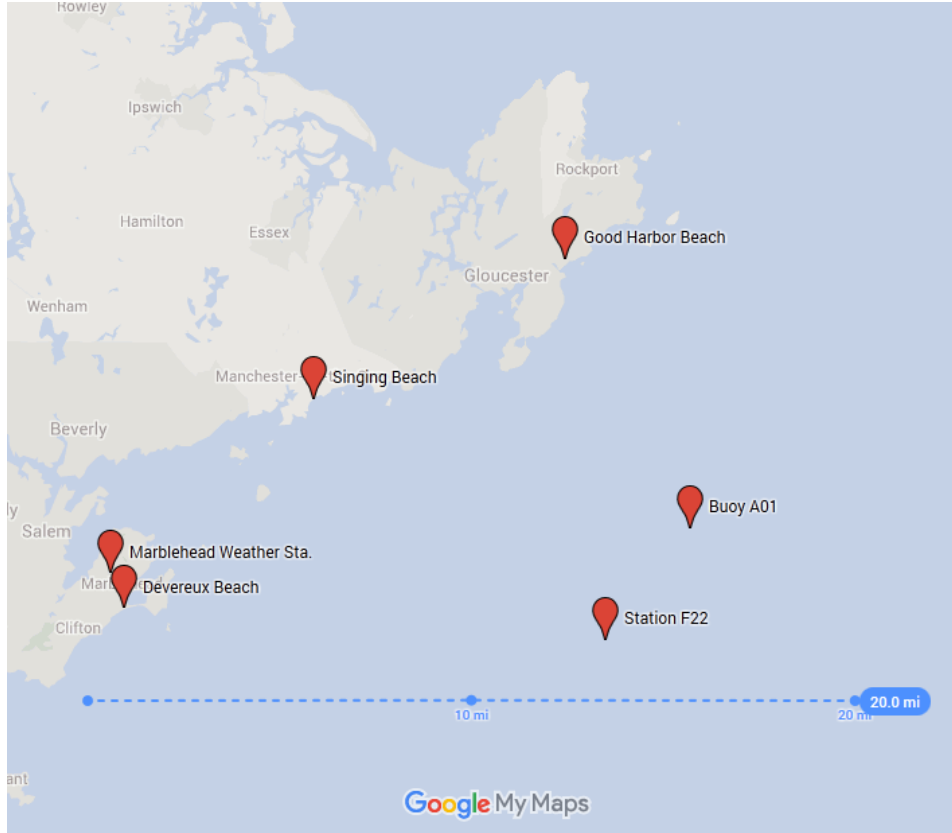 Rowley
Ipswich
Rockport
Hamilton
Essex
Good Harbor Beach
Gloucester
Wenham
Manchester-
Singing Beach
Beverly
Buoy A01
Salem
Marblehead Weather Sta.
Devereux Beach
Clifton
Station F22
20.0 mi
10 mi
20 mi
Google My Maps